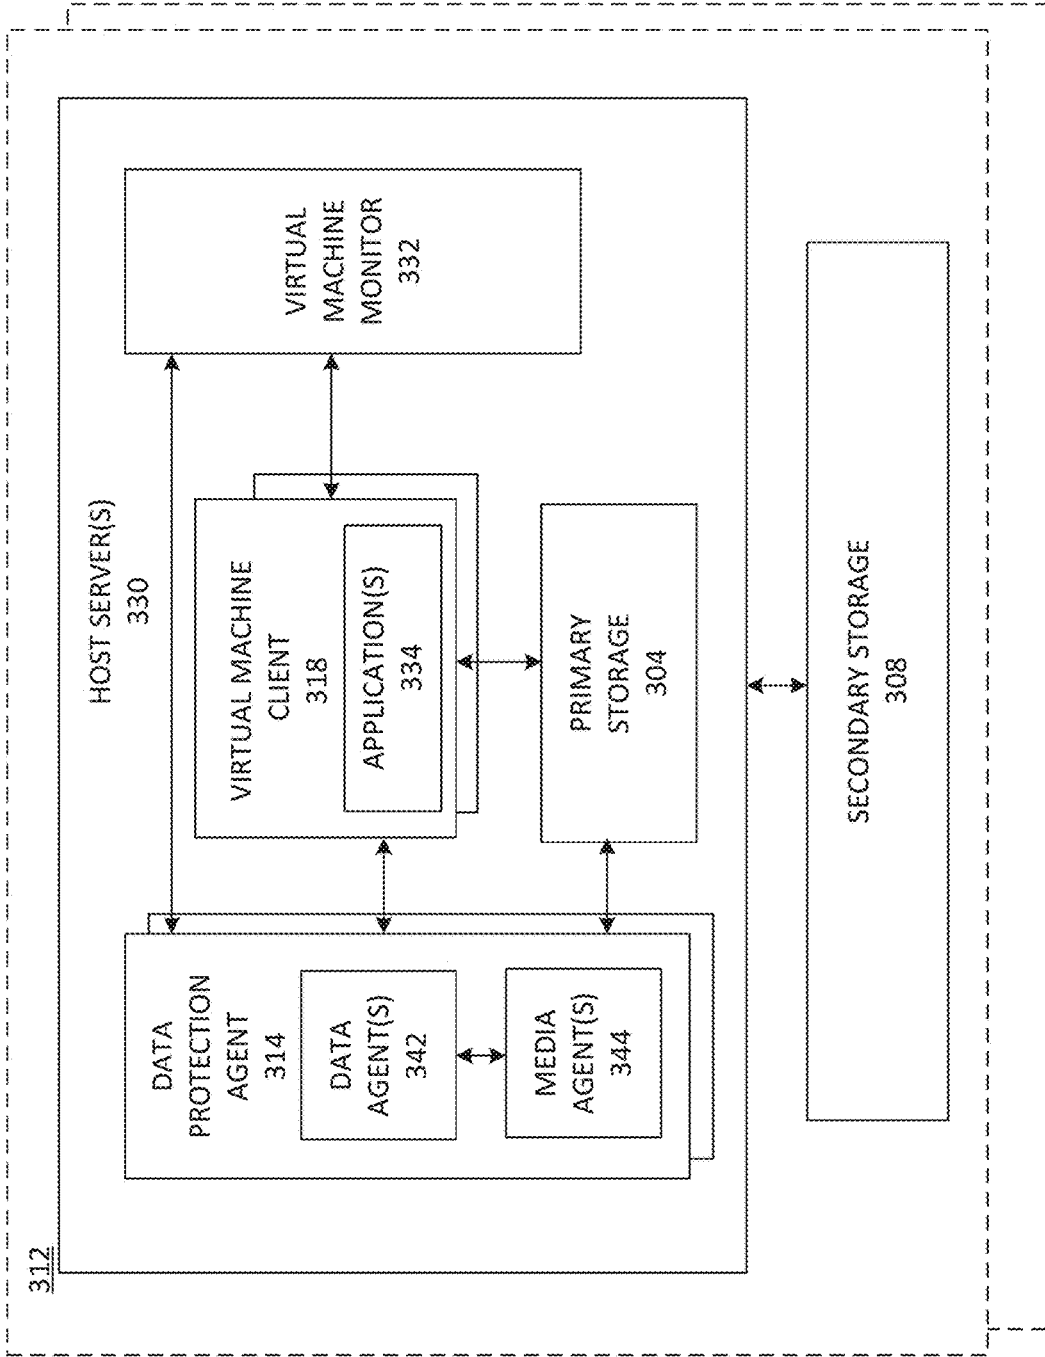 312
HOST SERVER(S)
330
DATA
PROTECTION
AGENT
314
DATA
AGENT(S)
342
MEDIA
AGENT(S)
344
VIRTUAL MACHINE
CLIENT
318
APPLICATION(S)
334
PRIMARY
STORAGE
304
VIRTUAL
MACHINE
MONITOR
332
SECONDARY STORAGE
308